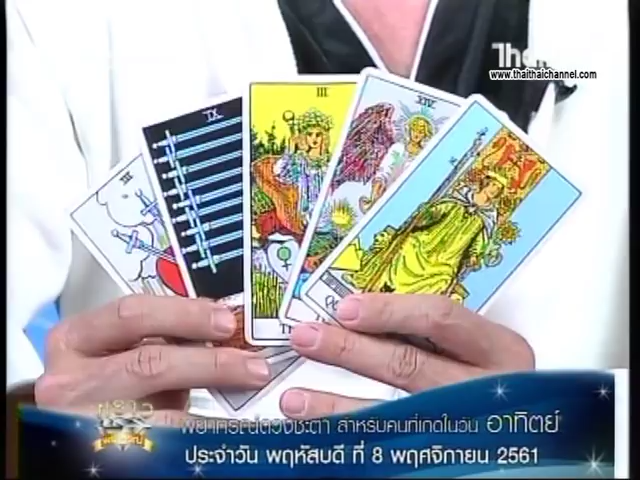 Thai
www.thaithaichannel.com
IX
III
XIV
III
พยากรณ์ดวงชะตา สำหรับคนที่เกิดในวัน อาทิตย์
ประจำวัน พฤหัสบดี ที่ 8 พฤศจิกายน 2561